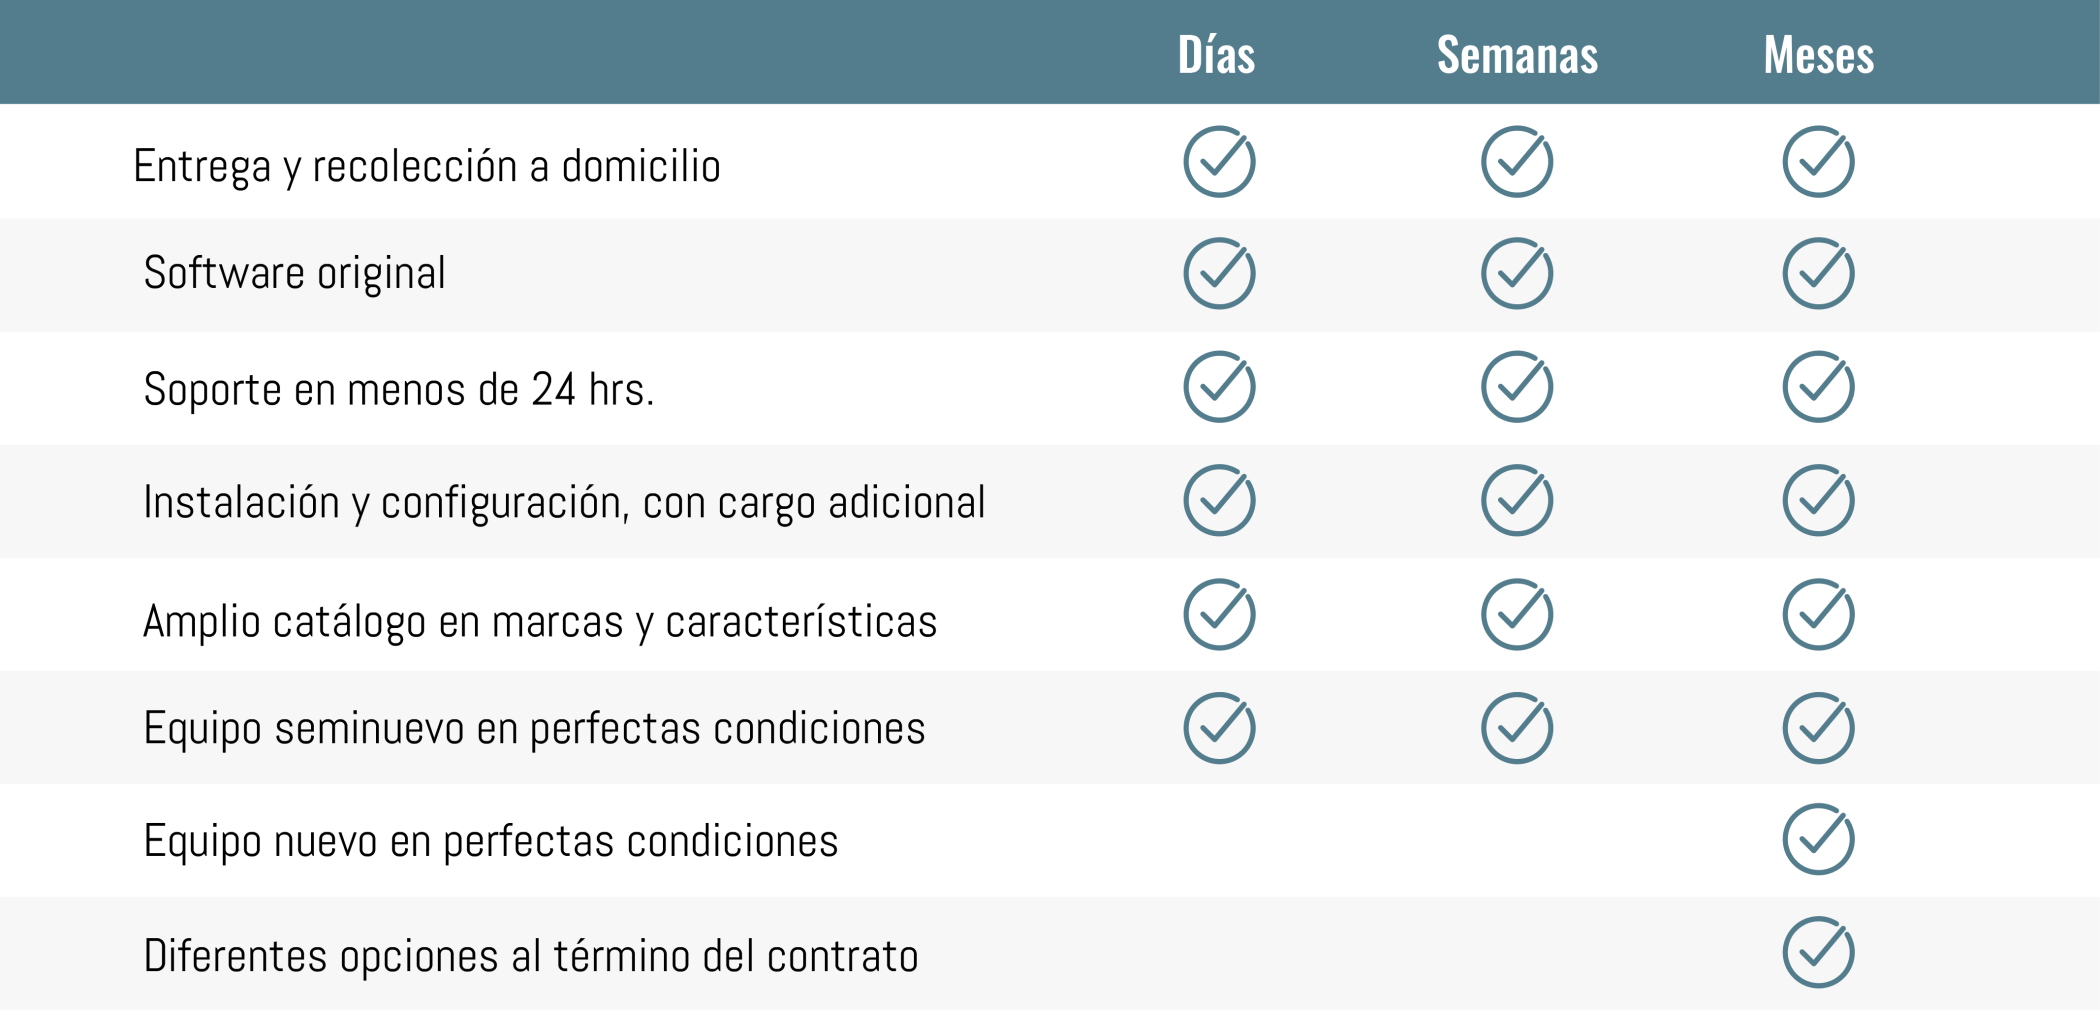 Días Semanas Meses
Entrega y recolección a domicilio
Software original
Soporte en menos de 24 hrs.
Instalación y configuración, con cargo adicional
Amplio catálogo en marcas y características
Equipo seminuevo en perfectas condiciones
Equipo nuevo en perfectas condiciones
Diferentes opciones al término del contrato